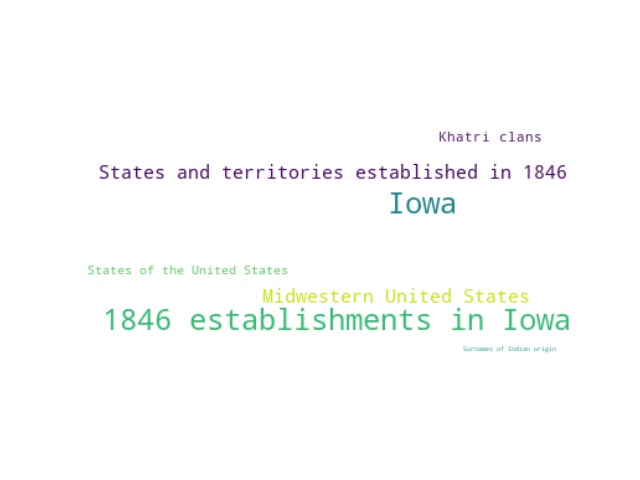 Khatri clans
States and territories established in 1846
Iowa
States of the United States
Midwestern United States
1846 establishments in Iowa
Surnames of Indian origin